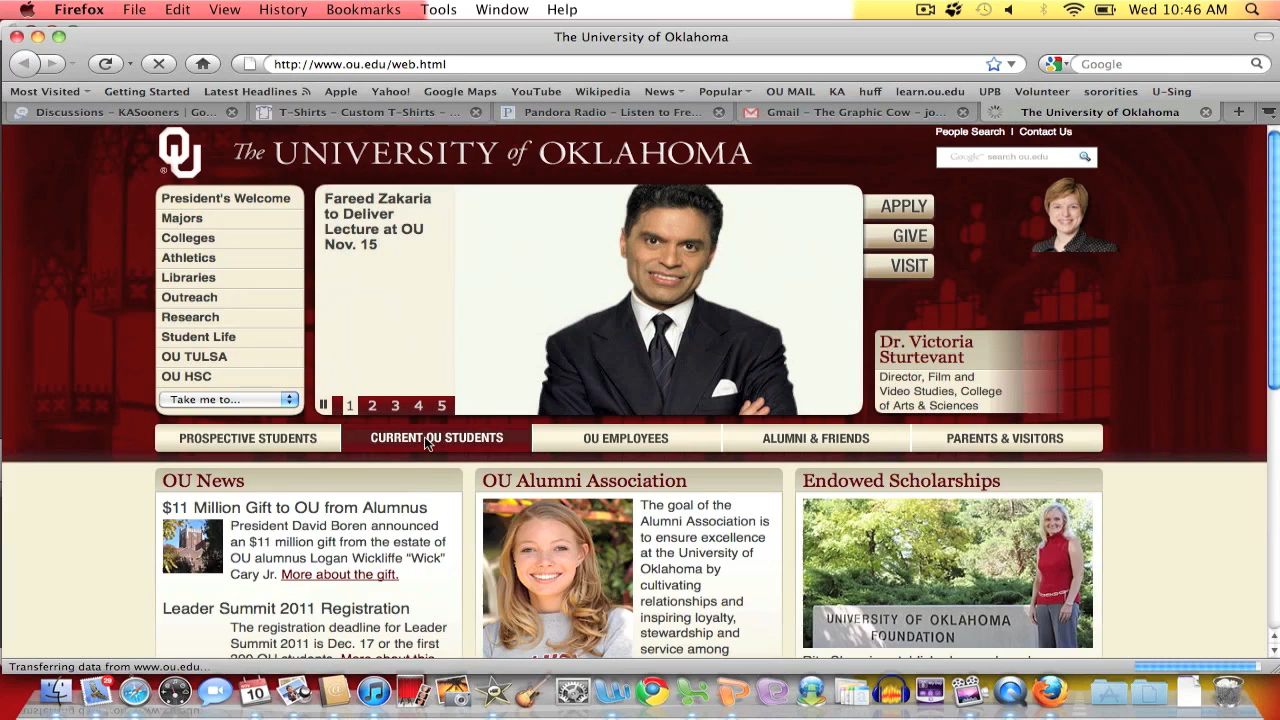 Firefox File Edit View History Bookmarks Tools Window Help Wed 10:46 AM
The University of Oklahoma
http://www.ou.edu/web.html Google
Most Visited Getting Started Latest Headlines Apple Yahoo! Google Maps YouTube Wikipedia News Popular OU MAIL KA huff learn.ou.edu UPB Volunteer sororities U-Sing
Discussions – KASooners | Go... T-Shirts – Custom T-Shirts – ... Pandora Radio – Listen to Fre... Gmail – The Graphic Cow – jo... The University of Oklahoma
People Search | Contact Us
OU The UNIVERSITY of OKLAHOMA
Google™ search ou.edu
President's Welcome
Majors
Colleges
Athletics
Libraries
Outreach
Research
Student Life
OU TULSA
OU HSC
Take me to...
Fareed Zakaria
to Deliver
Lecture at OU
Nov. 15
1 2 3 4 5
APPLY
GIVE
VISIT
Dr. Victoria
Sturtevant
Director, Film and
Video Studies, College
of Arts & Sciences
PROSPECTIVE STUDENTS CURRENT OU STUDENTS OU EMPLOYEES ALUMNI & FRIENDS PARENTS & VISITORS
OU News
$11 Million Gift to OU from Alumnus
President David Boren announced
an $11 million gift from the estate of
OU alumnus Logan Wickliffe “Wick”
Cary Jr. More about the gift.
Leader Summit 2011 Registration
The registration deadline for Leader
Summit 2011 is Dec. 17 or the first
OU Alumni Association
The goal of the
Alumni Association is
to ensure excellence
at the University of
Oklahoma by
cultivating
relationships and
inspiring loyalty,
stewardship and
service among
Endowed Scholarships
UNIVERSITY OF OKLAHOMA
FOUNDATION
Transferring data from www.ou.edu...
10